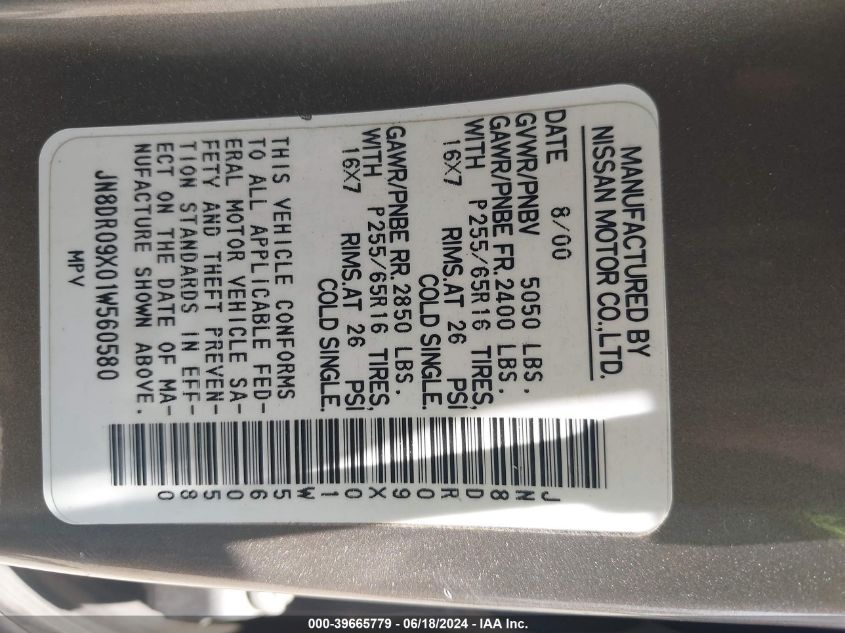 MANUFACTURED BY
NISSAN MOTOR CO.,LTD.
DATE 8/00
GVWR/PNBV 5050 LBS.
GAWR/PNBE FR. 2400 LBS.
WITH P255/65R16 TIRES,
16X7 RIMS.AT 26 PSI
COLD SINGLE.
GAWR/PNBE RR. 2850 LBS.
WITH P255/65R16 TIRES,
16X7 RIMS.AT 26 PSI
COLD SINGLE.
THIS VEHICLE CONFORMS
TO ALL APPLICABLE FED-
ERAL MOTOR VEHICLE SA-
FETY AND THEFT PREVEN-
TION STANDARDS IN EFF-
ECT ON THE DATE OF MA-
NUFACTURE SHOWN ABOVE.
JN8DR09X01W560580
MPV
JN8DR09X01W560580
000-39665779 - 06/18/2024 - IAA Inc.